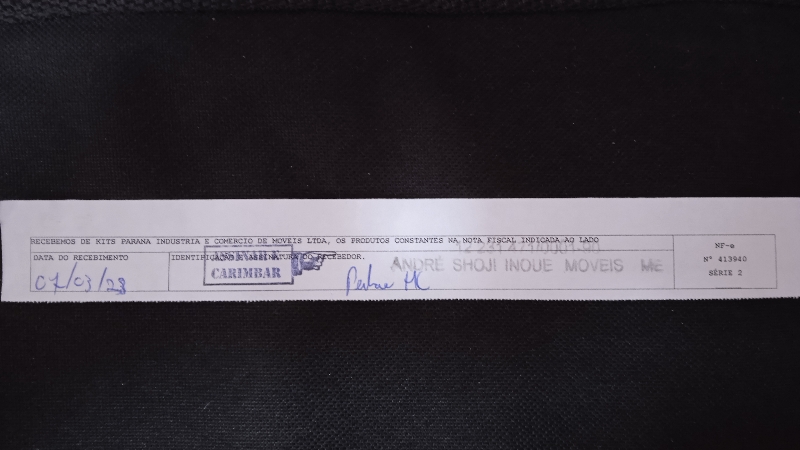 RECEBEMOS DE KITS PARANA INDUSTRIA E COMERCIO DE MOVEIS LTDA, OS PRODUTOS CONSTANTES NA NOTA FISCAL INDICADA AO LADO
DATA DO RECEBIMENTO
07/03/23
IDENTIFICAÇÃO E ASSINATURA DO RECEBEDOR.
ASSINAR E
CARIMBAR
ANDRÉ SHOJI INOUE MOVEIS ME
NF-e
N° 413940
SÉRIE 2